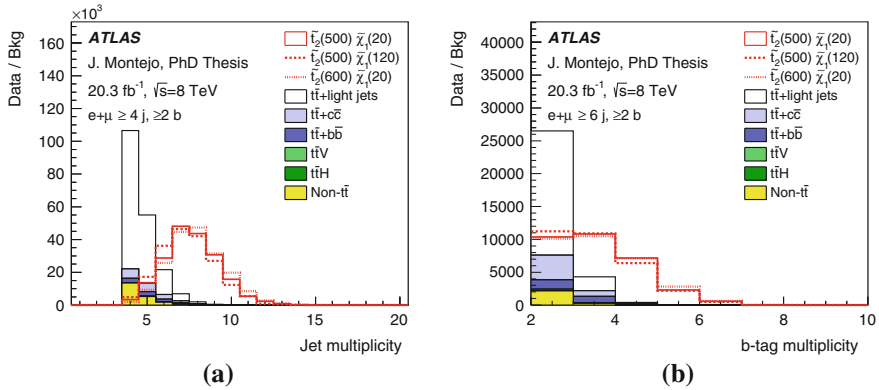 ×10³
Data / Bkg
160
140
120
100
80
60
40
20
0
5
10
15
20
Jet multiplicity
ATLAS
J. Montejo, PhD Thesis
20.3 fb⁻¹, √s=8 TeV
e+μ ≥ 4 j, ≥2 b
t̃₂(500) χ̃₁(20)
t̃₂(500) χ̃₁(120)
t̃₂(600) χ̃₁(20)
tt̄+light jets
tt̄+cc̄
tt̄+bb̄
tt̄V
tt̄H
Non-tt̄
(a)
Data / Bkg
40000
35000
30000
25000
20000
15000
10000
5000
0
2
4
6
8
10
b-tag multiplicity
ATLAS
J. Montejo, PhD Thesis
20.3 fb⁻¹, √s=8 TeV
e+μ ≥ 6 j, ≥2 b
t̃₂(500) χ̃₁(20)
t̃₂(500) χ̃₁(120)
t̃₂(600) χ̃₁(20)
tt̄+light jets
tt̄+cc̄
tt̄+bb̄
tt̄V
tt̄H
Non-tt̄
(b)